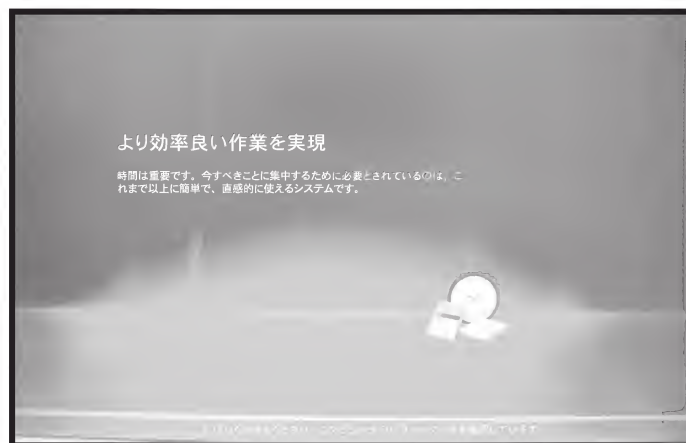 より効率良い作業を実現
時間は重要です。今すべきことに集中するために必要とされているのは、こ
れまで以上に簡単で、直感的に使えるシステムです。